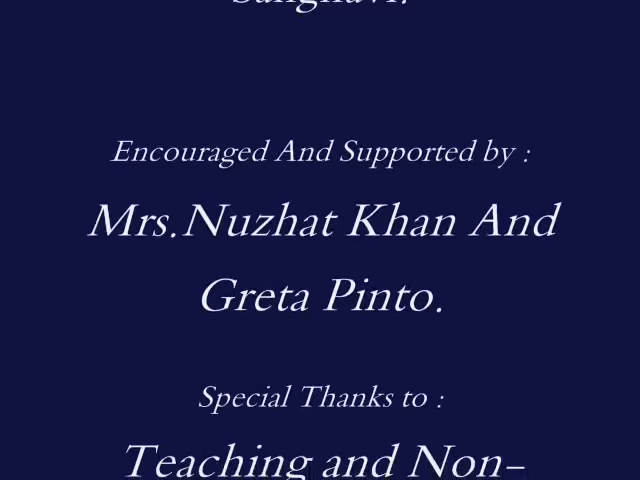 Encouraged And Supported by :
Mrs.Nuzhat Khan And
Greta Pinto.
Special Thanks to :
Teaching and Non-